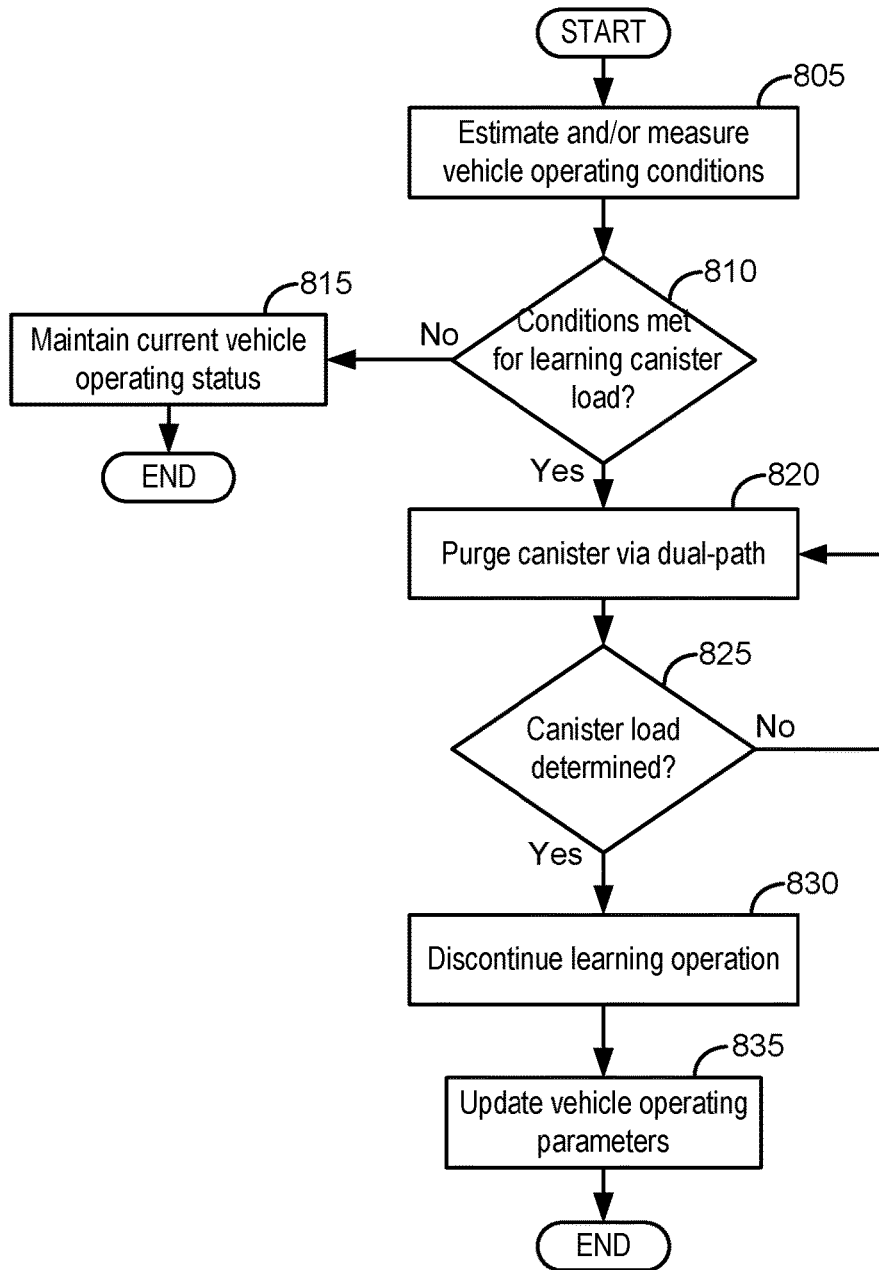 START
805
Estimate and/or measure
vehicle operating conditions
810
Conditions met
for learning canister
load?
No
815
Maintain current vehicle
operating status
END
Yes
820
Purge canister via dual-path
825
Canister load
determined?
No
Yes
830
Discontinue learning operation
835
Update vehicle operating
parameters
END